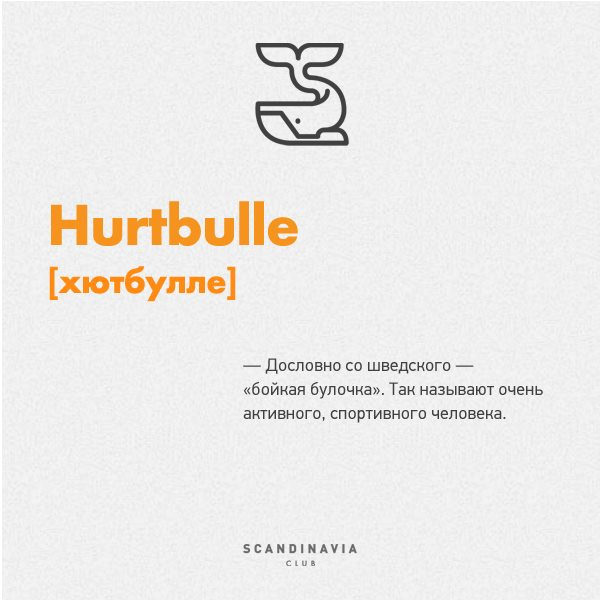 Hurtbulle
[хютбулле]
— Дословно со шведского —
«бойкая булочка». Так называют очень
активного, спортивного человека.
SCANDINAVIA
CLUB